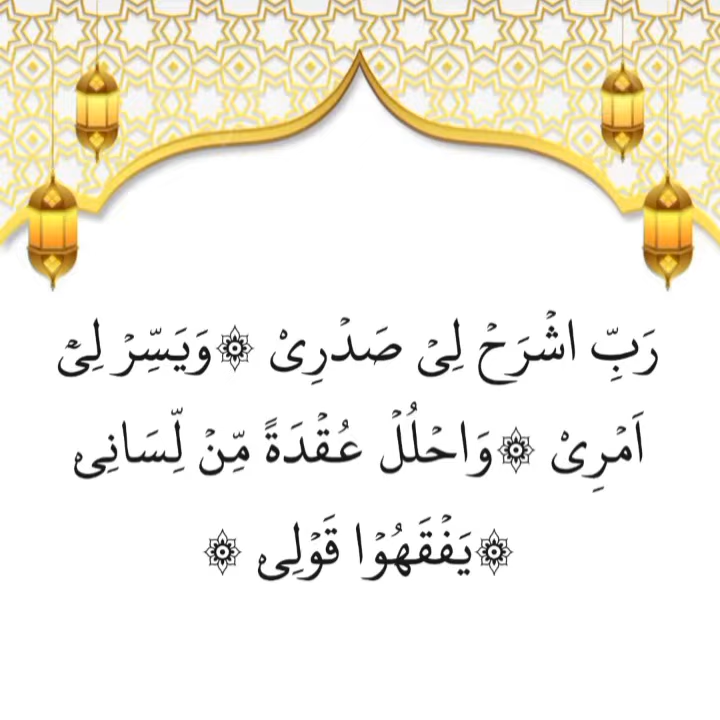 رَبِّ اشْرَحْ لِیْ صَدْرِیْ ۞وَیَسِّرْ لِیْۤ
اَمْرِیْ ۞وَاحْلُلْ عُقْدَةً مِّنْ لِّسَانِیْ
۞یَفْقَهُوْا قَوْلِیْ ۞